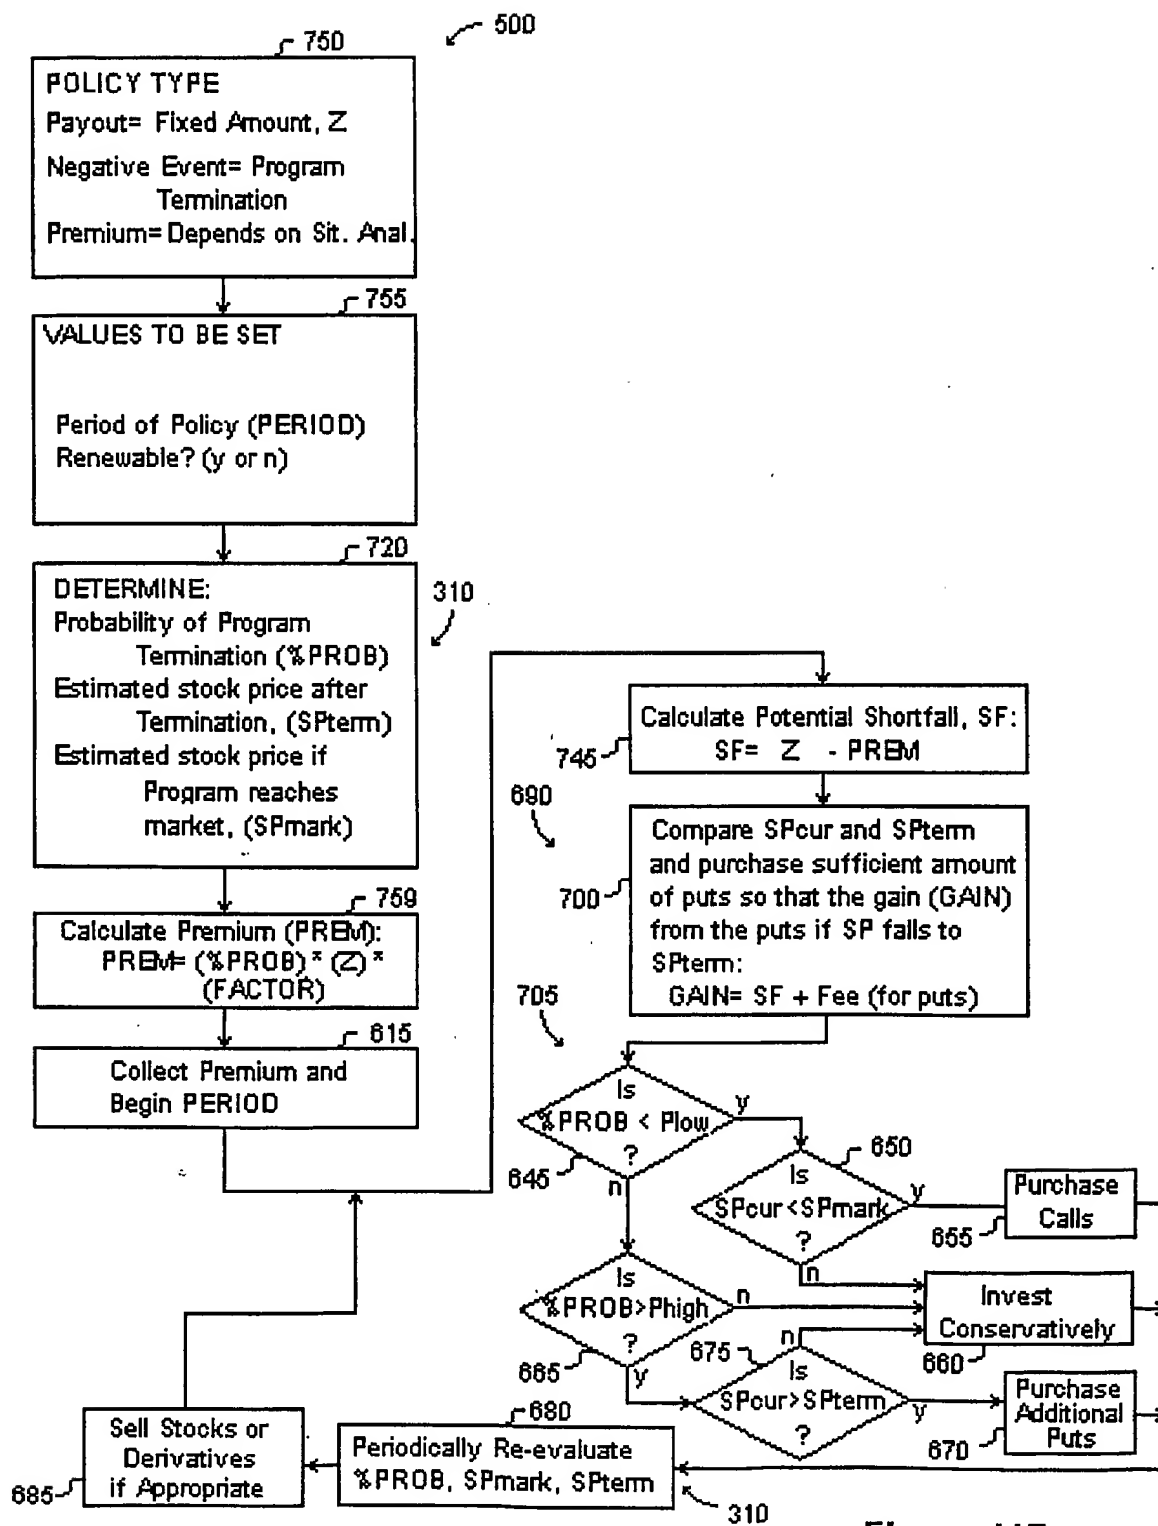 500
750
POLICY TYPE
Payout= Fixed Amount, Z
Negative Event= Program
Termination
Premium= Depends on Sit. Anal.
755
VALUES TO BE SET
Period of Policy (PERIOD)
Renewable? (y or n)
720
DETERMINE:
Probability of Program
Termination (%PROB)
Estimated stock price after
Termination, (SPterm)
Estimated stock price if
Program reaches
market, (SPmark)
310
759
Calculate Premium (PREM):
PREM= (%PROB) * (Z) *
(FACTOR)
615
Collect Premium and
Begin PERIOD
Calculate Potential Shortfall, SF:
SF= Z - PREM
745
690
Compare SPcur and SPterm
and purchase sufficient amount
of puts so that the gain (GAIN)
from the puts if SP falls to
SPterm:
GAIN= SF + Fee (for puts)
700
705
Is
%PROB < Plow
?
y
n
645
650
Is
SPcur<SPmark
?
y
n
Purchase
Calls
655
Is
%PROB>Phigh
?
n
y
665
Invest
Conservatively
660
675
n
Is
SPcur>SPterm
?
y
Purchase
Additional
Puts
670
680
Periodically Re-evaluate
%PROB, SPmark, SPterm
310
Sell Stocks or
Derivatives
if Appropriate
685